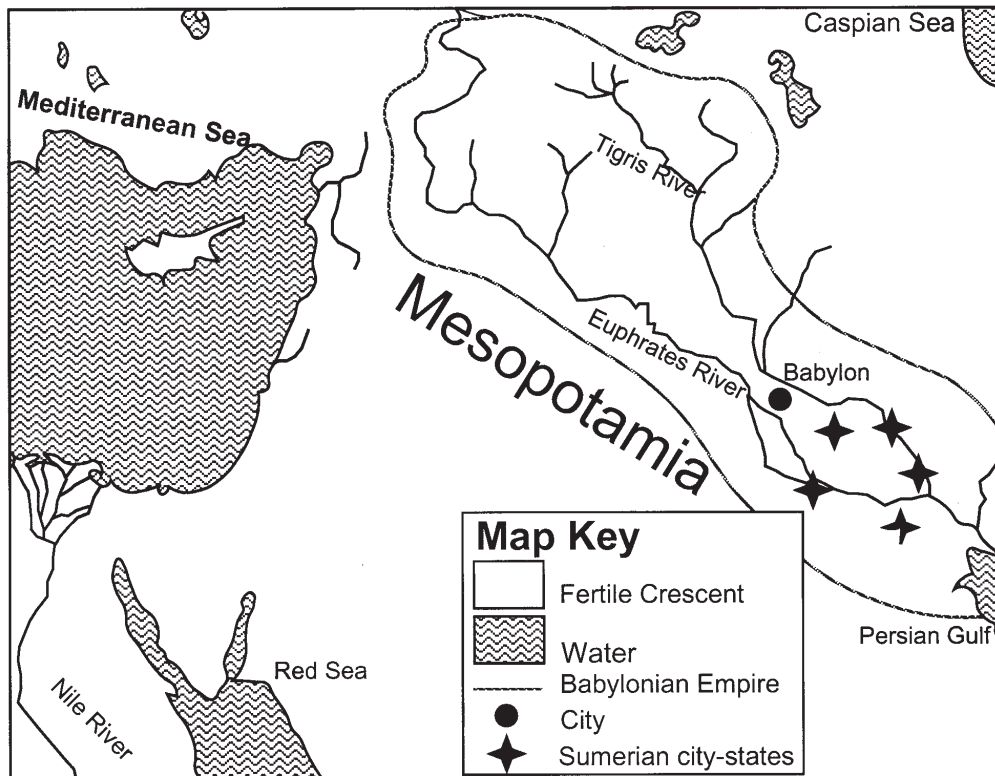 Caspian Sea
Mediterranean Sea
Tigris River
Mesopotamia
Euphrates River
Babylon
Map Key
Fertile Crescent
Water
Babylonian Empire
City
Sumerian city-states
Persian Gulf
Red Sea
Nile River